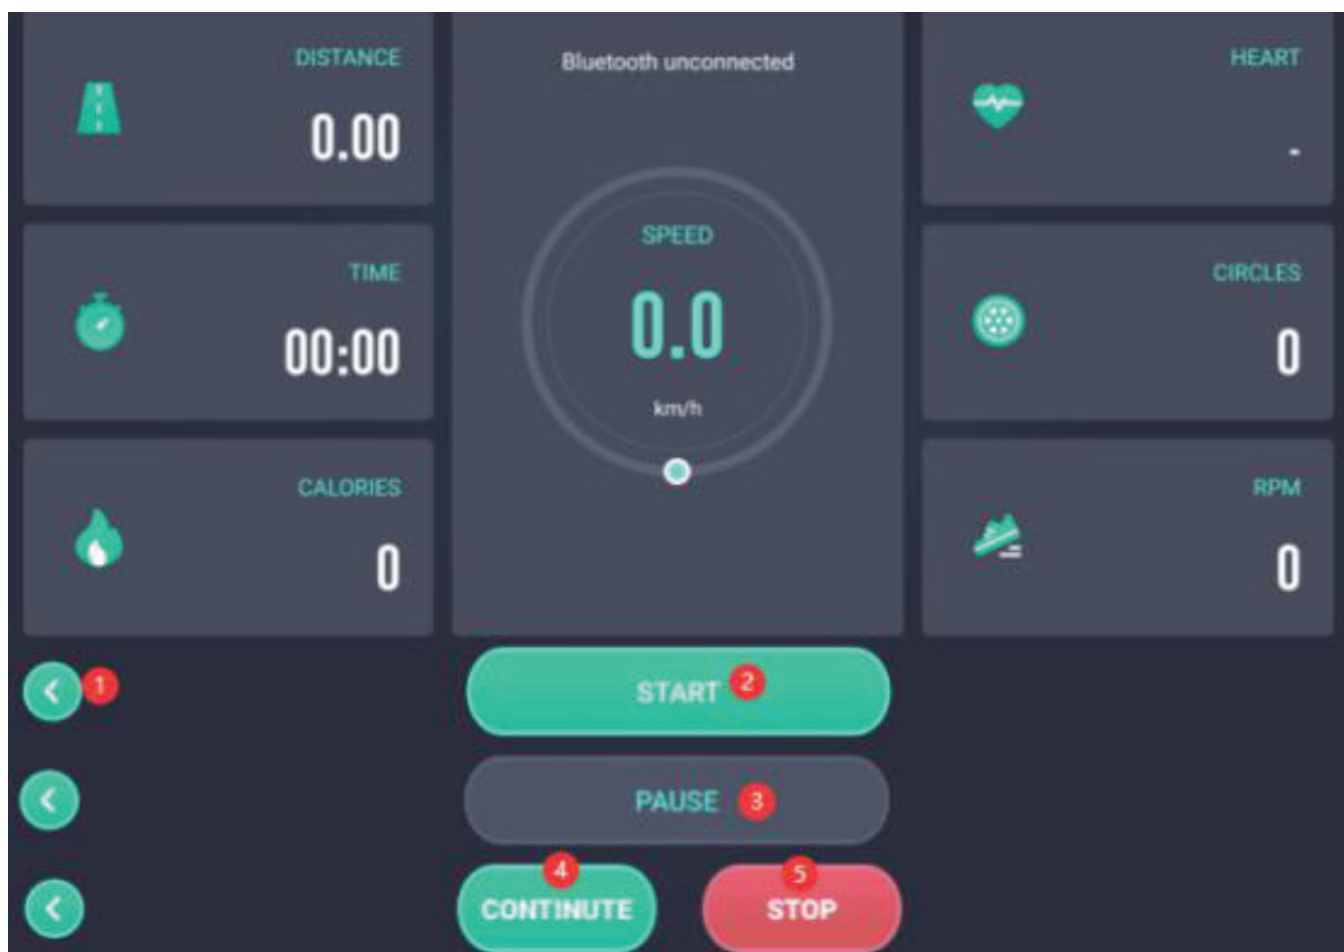 DISTANCE
0.00
Bluetooth unconnected
HEART
-
TIME
00:00
SPEED
0.0
km/h
CIRCLES
0
CALORIES
0
RPM
0
1
START 2
PAUSE 3
4
CONTINUTE
5
STOP